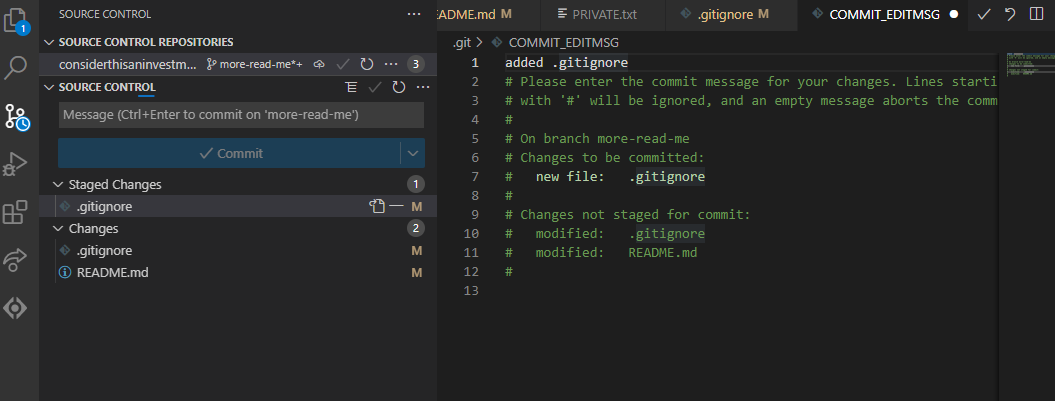 SOURCE CONTROL
SOURCE CONTROL REPOSITORIES
considerthisaninvestm... more-read-me*+ 3
SOURCE CONTROL
Message (Ctrl+Enter to commit on 'more-read-me')
Commit
Staged Changes 1
.gitignore M
Changes 2
.gitignore M
README.md M
1
EADME.md M
PRIVATE.txt
.gitignore M
COMMIT_EDITMSG
.git > COMMIT_EDITMSG
1 added .gitignore
2 # Please enter the commit message for your changes. Lines starti
3 # with '#' will be ignored, and an empty message aborts the comm
4 #
5 # On branch more-read-me
6 # Changes to be committed:
7 # new file: .gitignore
8 #
9 # Changes not staged for commit:
10 # modified: .gitignore
11 # modified: README.md
12 #
13